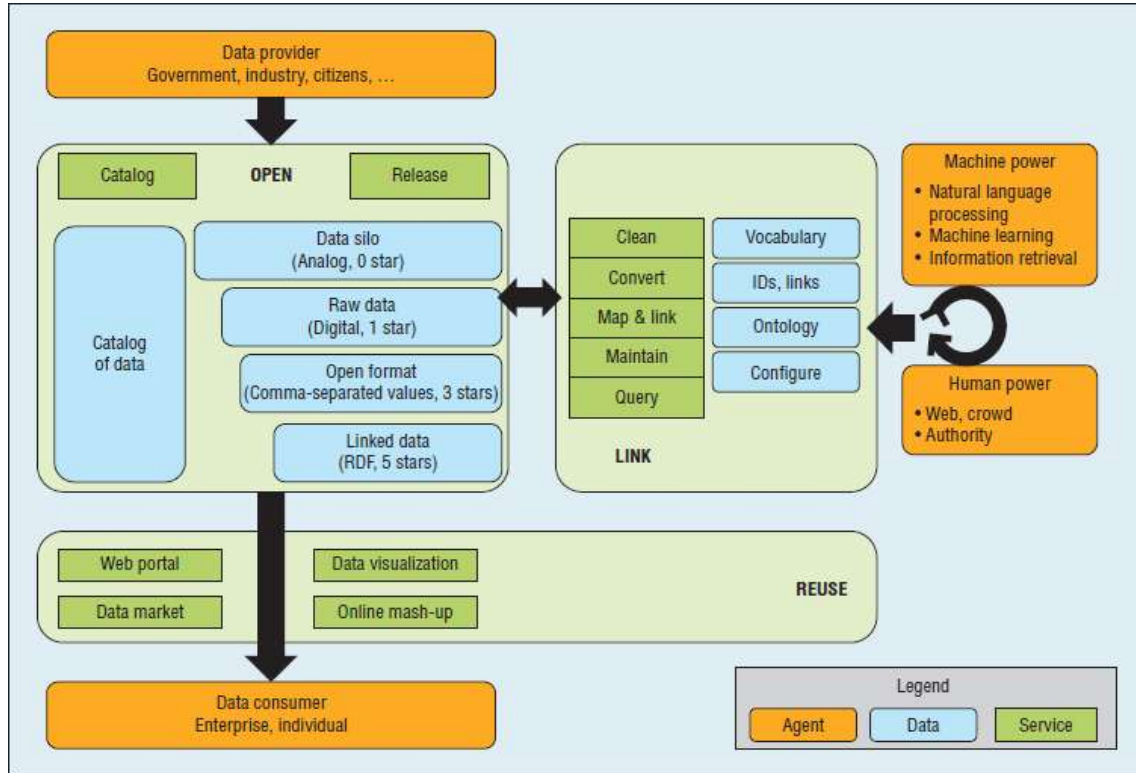 Data provider
Government, industry, citizens, …
Catalog
OPEN
Release
Catalog
of data
Data silo
(Analog, 0 star)
Raw data
(Digital, 1 star)
Open format
(Comma-separated values, 3 stars)
Linked data
(RDF, 5 stars)
Clean
Convert
Map & link
Maintain
Query
Vocabulary
IDs, links
Ontology
Configure
LINK
Machine power
• Natural language
processing
• Machine learning
• Information retrieval
Human power
• Web, crowd
• Authority
Web portal
Data visualization
Data market
Online mash-up
REUSE
Data consumer
Enterprise, individual
Legend
Agent
Data
Service